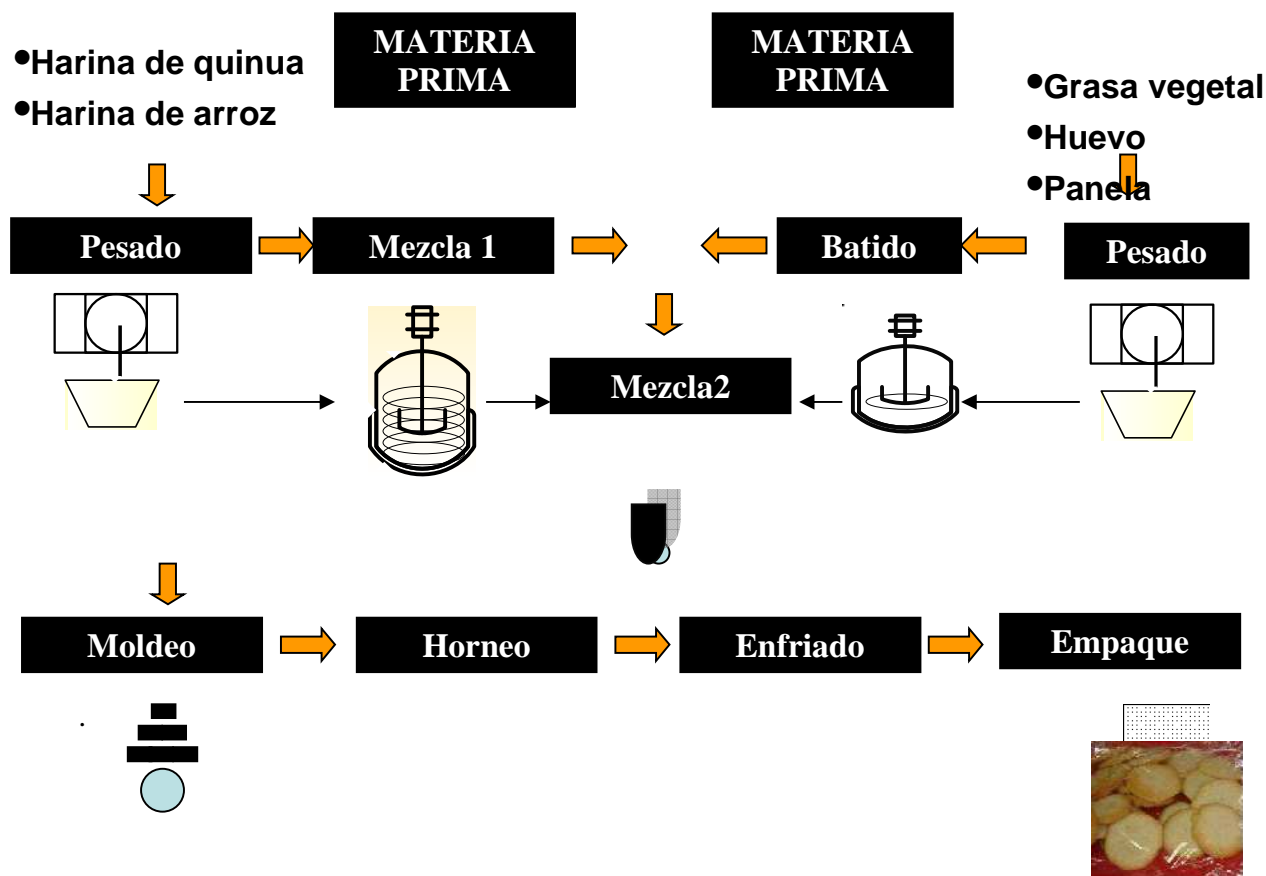 MATERIA
PRIMA
MATERIA
PRIMA
•Harina de quinua
•Harina de arroz
•Grasa vegetal
•Huevo
•Panela
Pesado
Mezcla 1
Batido
Pesado
Mezcla2
Moldeo
Horneo
Enfriado
Empaque